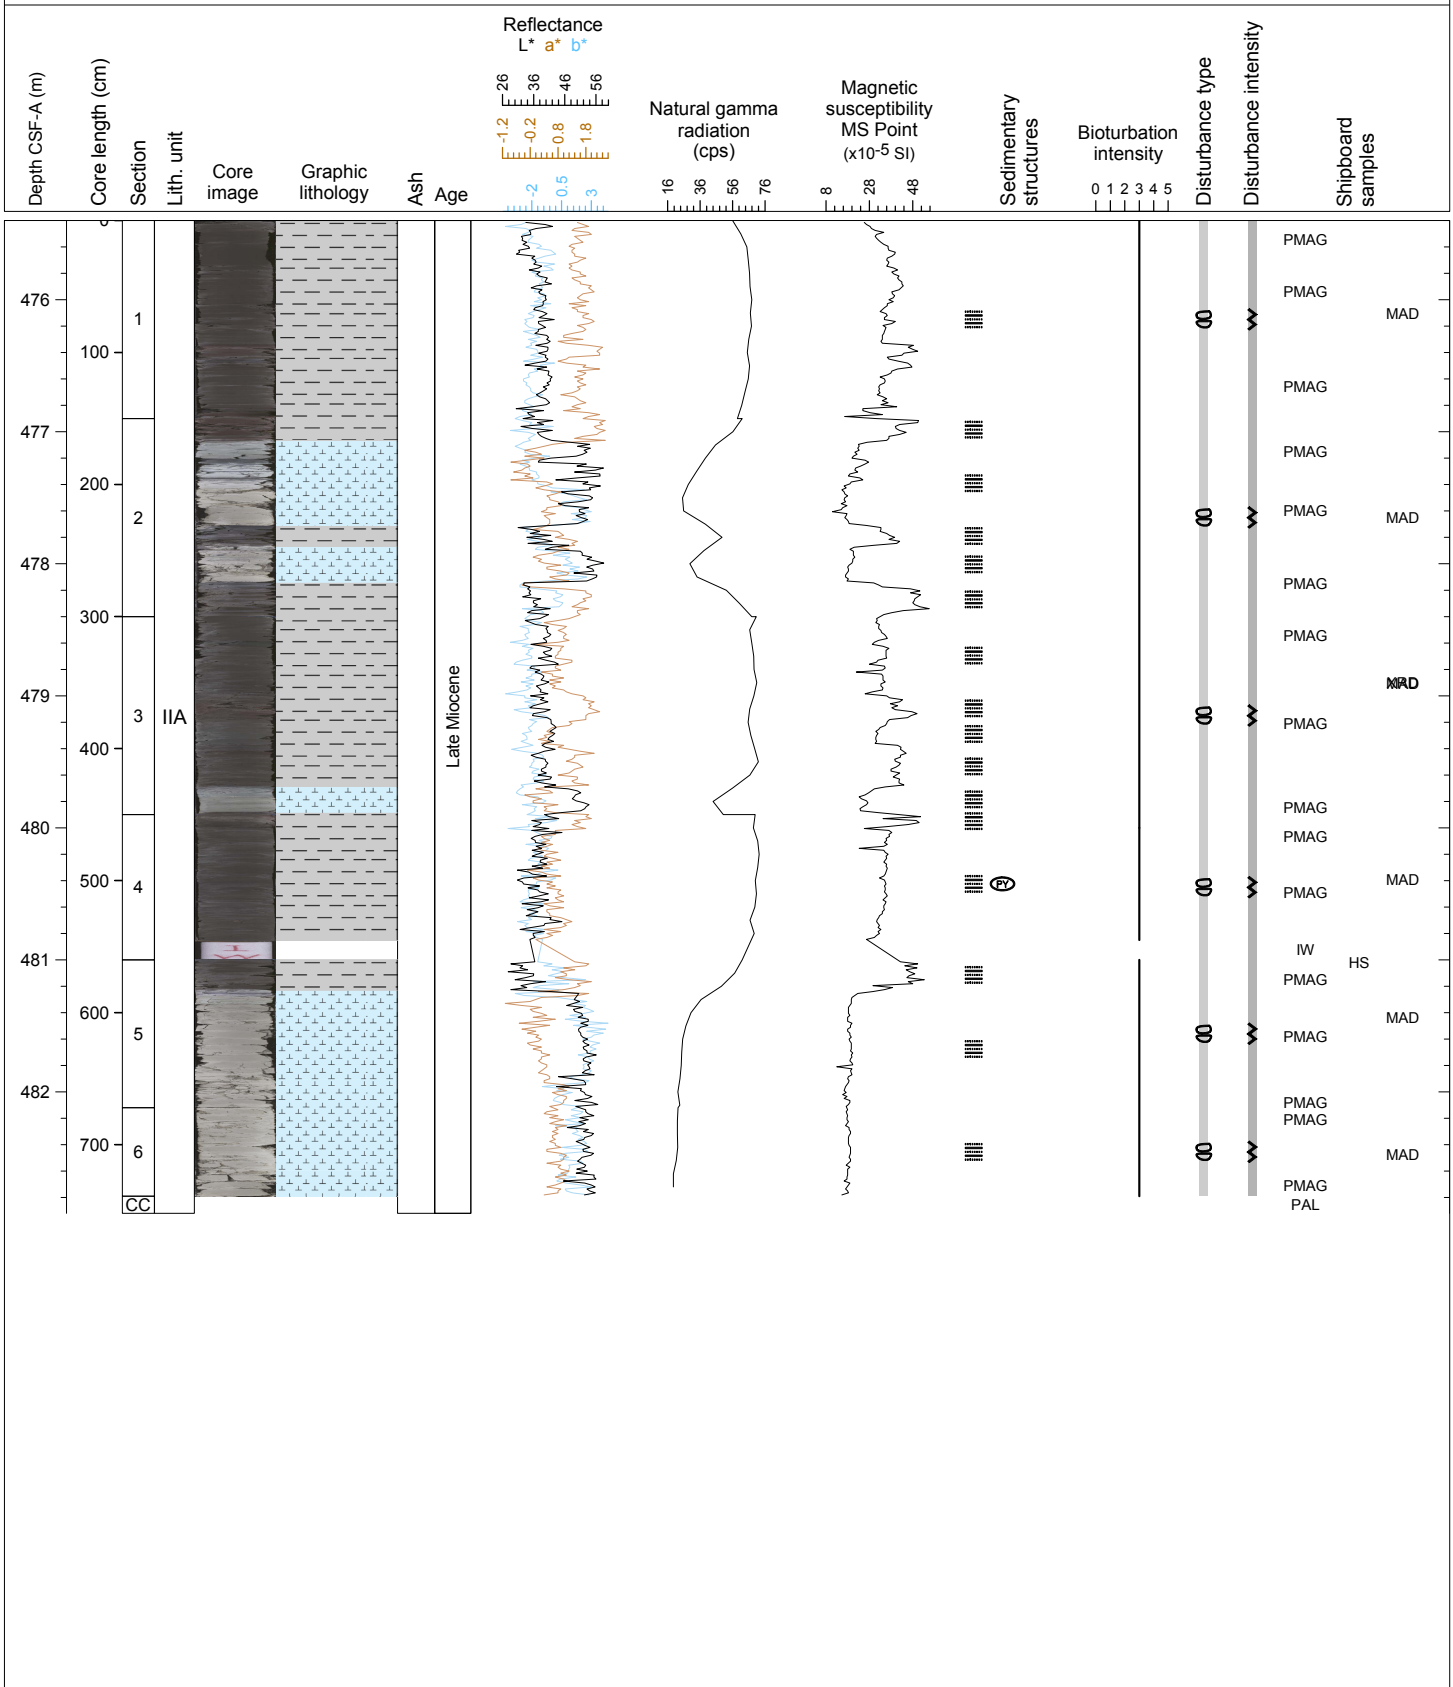 Depth CSF-A (m)
Core length (cm)
Section
Lith. unit
Core
image
Graphic
lithology
Ash
Age
Reflectance
L* a* b*
26 36 46 56
-1.2 -0.2 0.8 1.8
-2 0.5 3
Natural gamma
radiation
(cps)
16 36 56 76
Magnetic
susceptibility
MS Point
(x10-5 SI)
8 28 48
Sedimentary
structures
Bioturbation
intensity
0 1 2 3 4 5
Disturbance type
Disturbance intensity
Shipboard
samples
0
PMAG
476
PMAG
1
MAD
100
PMAG
477
PMAG
200
2
PMAG
MAD
478
PMAG
300
PMAG
479
3
IIA
Late Miocene
PMAG
400
PMAG
480
PMAG
500
4
PY
MAD
PMAG
IW
481
HS
PMAG
600
MAD
5
PMAG
482
PMAG
PMAG
700
6
MAD
PMAG
CC
PAL